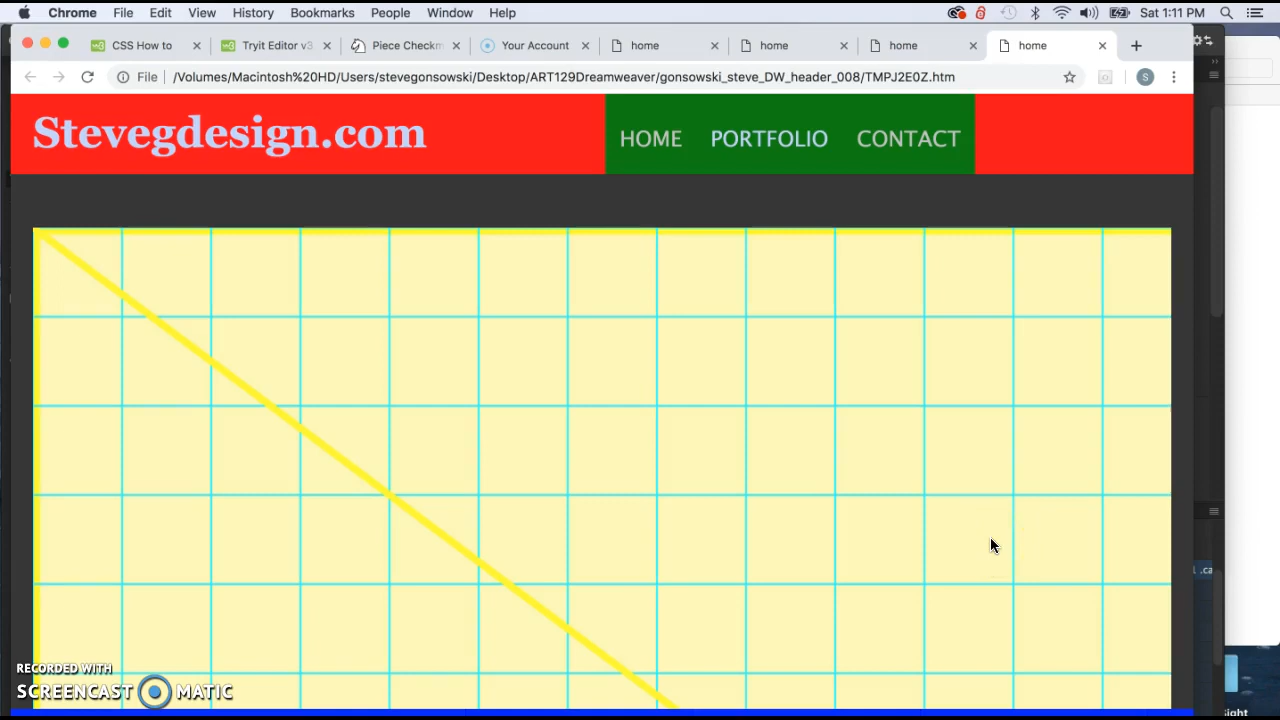 Chrome File Edit View History Bookmarks People Window Help Sat 1:11 PM
CSS How to Tryit Editor v3 Piece Checkm Your Account home home home home
File /Volumes/Macintosh%20HD/Users/stevegonsowski/Desktop/ART129Dreamweaver/gonsowski_steve_DW_header_008/TMPJ2E0Z.htm S
Stevegdesign.com HOME PORTFOLIO CONTACT
.ca
RECORDED WITH
SCREENCAST MATIC